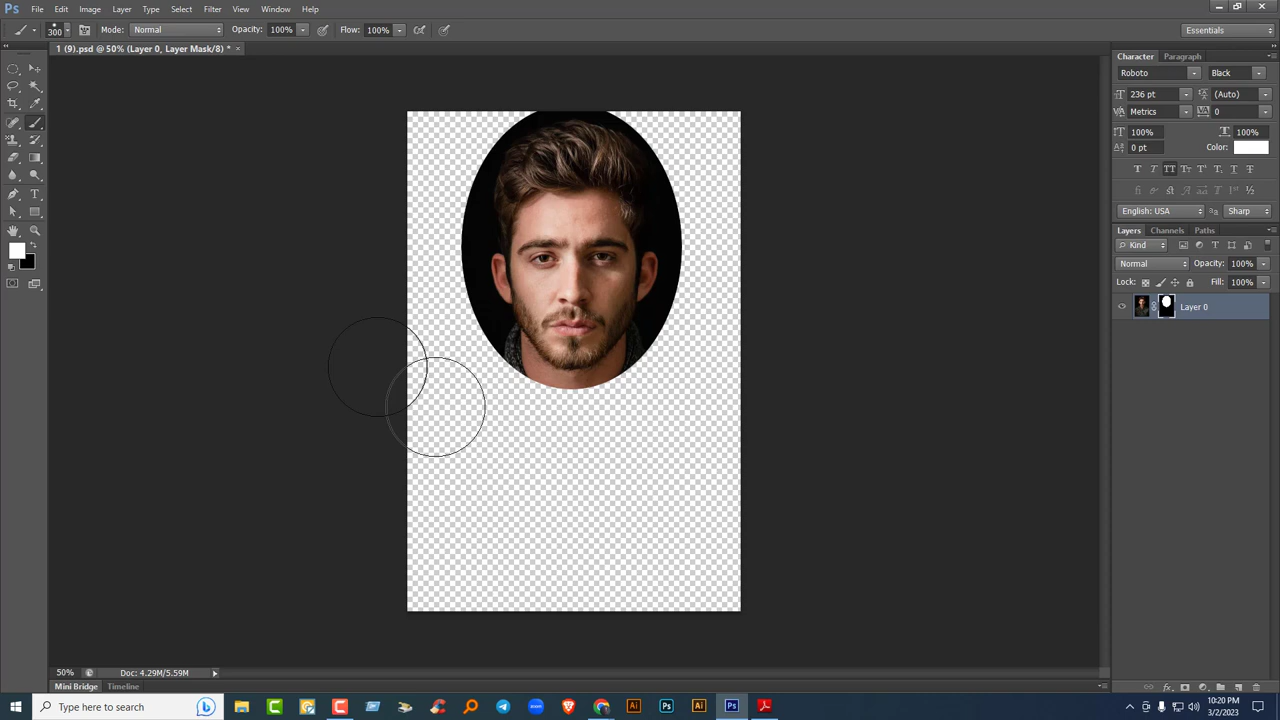 Ps File Edit Image Layer Type Select Filter View Window Help
300 Mode: Normal Opacity: 100% Flow: 100% Essentials
1 (9).psd @ 50% (Layer 0, Layer Mask/8) * ×
Character Paragraph
Roboto Black
236 pt (Auto)
Metrics 0
100% 100%
0 pt Color:
English: USA Sharp
Layers Channels Paths
Kind
Normal Opacity: 100%
Lock: Fill: 100%
Layer 0
50% Doc: 4.29M/5.59M
Mini Bridge Timeline
Type here to search
10:20 PM
3/2/2023